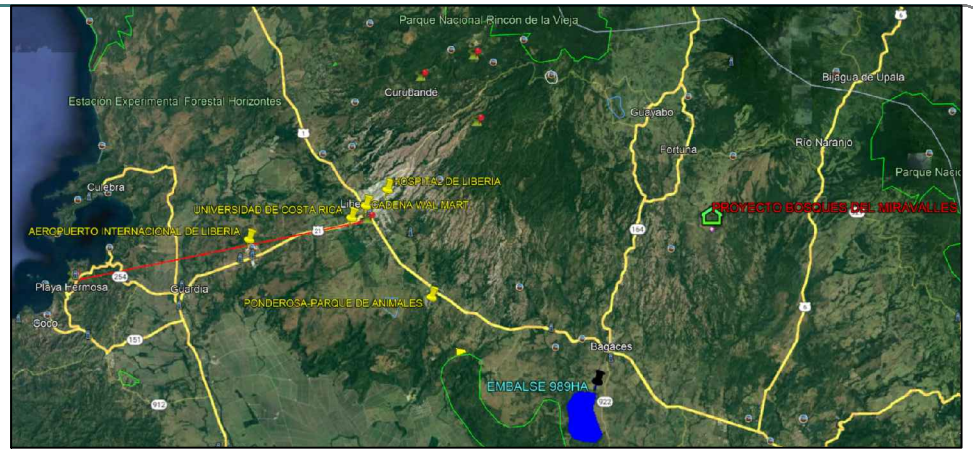 Parque Nacional Rincón de la Vieja
6
Bijagua de Upala
Curubandé
Estación Experimental Forestal Horizontes
Guayabo
1
Fortuna
Río Naranjo
Parque Nacio
Culebra
HOSPITAL DE LIBERIA
Libe
CADENA WAL MART
UNIVERSIDAD DE COSTA RICA
PROYECTO BOSQUES DEL MIRAVALLES
AEROPUERTO INTERNACIONAL DE LIBERIA
21
164
254
Playa Hermosa
Guardia
PONDEROSA PARQUE DE ANIMALES
6
Coco
151
Bagaces
EMBALSE 989HA
922
912